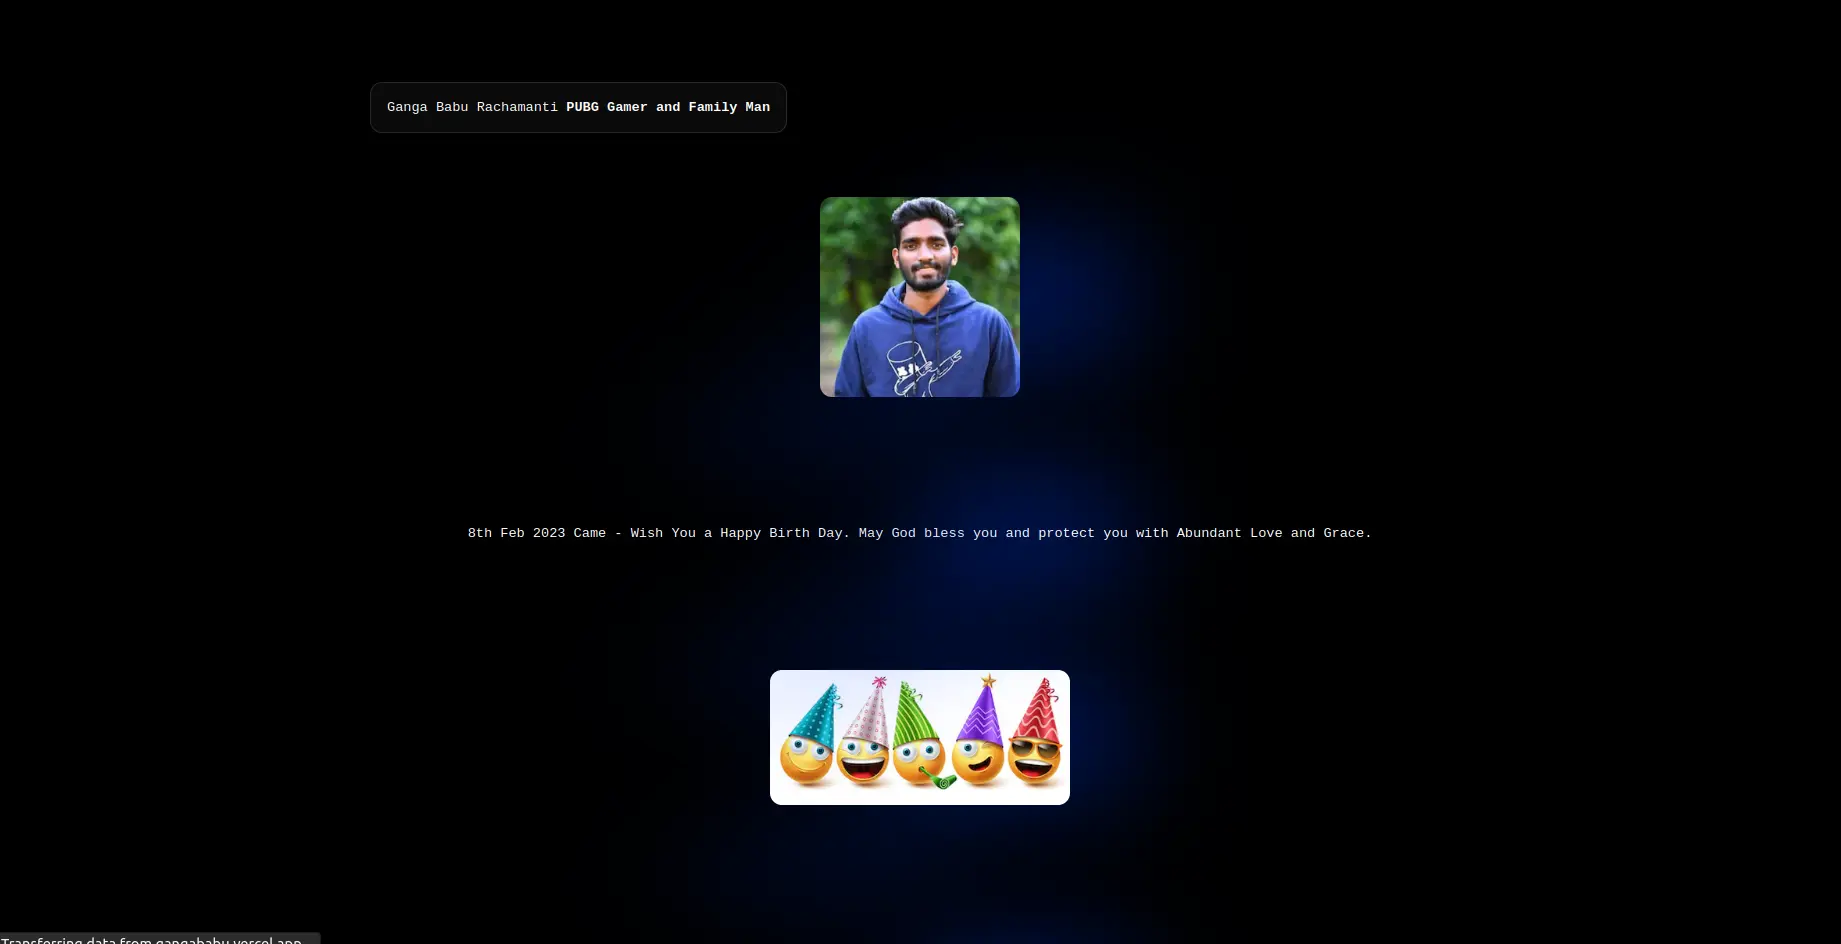 Ganga Babu Rachamanti PUBG Gamer and Family Man
8th Feb 2023 Came - Wish You a Happy Birth Day. May God bless you and protect you with Abundant Love and Grace.
Transferring data from gangababu.vercel.app...